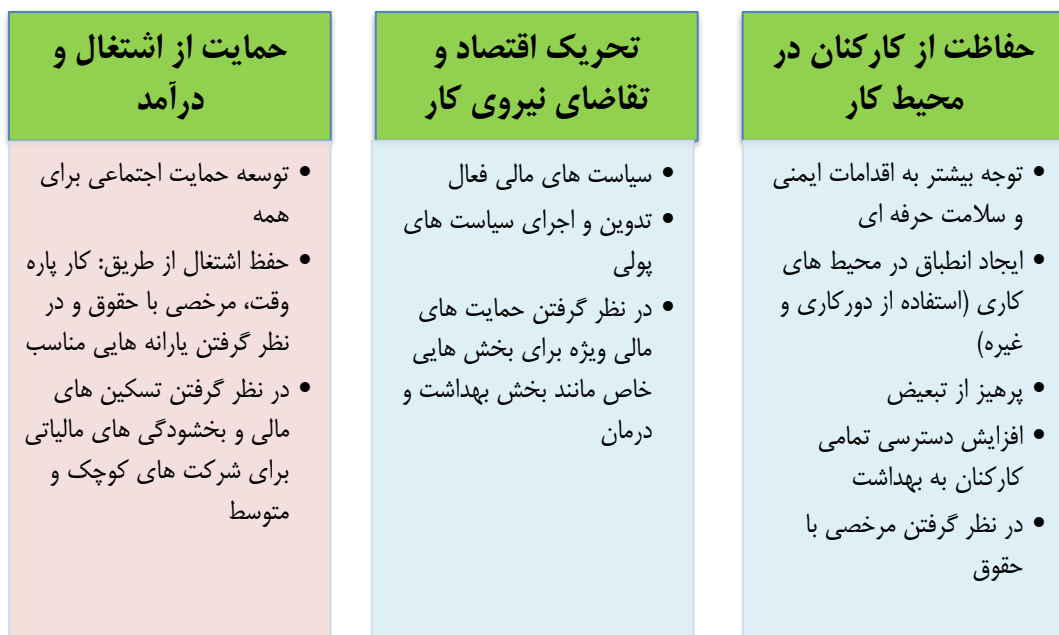 حفاظت از کارکنان در
محیط کار
• توجه بیشتر به اقدامات ایمنی
و سلامت حرفه ای
• ایجاد انطباق در محیط های
کاری (استفاده از دورکاری و
غیره)
• پرهیز از تبعیض
• افزایش دسترسی تمامی
کارکنان به بهداشت
• در نظر گرفتن مرخصی با
حقوق
تحریک اقتصاد و
تقاضای نیروی کار
• سیاست های مالی فعال
• تدوین و اجرای سیاست های
پولی
• در نظر گرفتن حمایت های
مالی ویژه برای بخش هایی
خاص مانند بخش بهداشت و
درمان
حمایت از اشتغال و
درآمد
• توسعه حمایت اجتماعی برای
همه
• حفظ اشتغال از طریق: کار پاره
وقت، مرخصی با حقوق و در
نظر گرفتن یارانه هایی مناسب
• در نظر گرفتن تسکین های
مالی و بخشودگی های مالیاتی
برای شرکت های کوچک و
متوسط